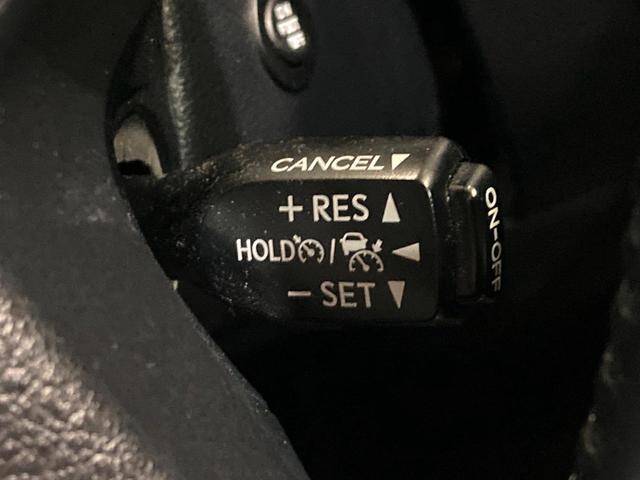 CANCEL▼
+ RES ▲
HOLD / ◀
ON-OFF
− SET ▼